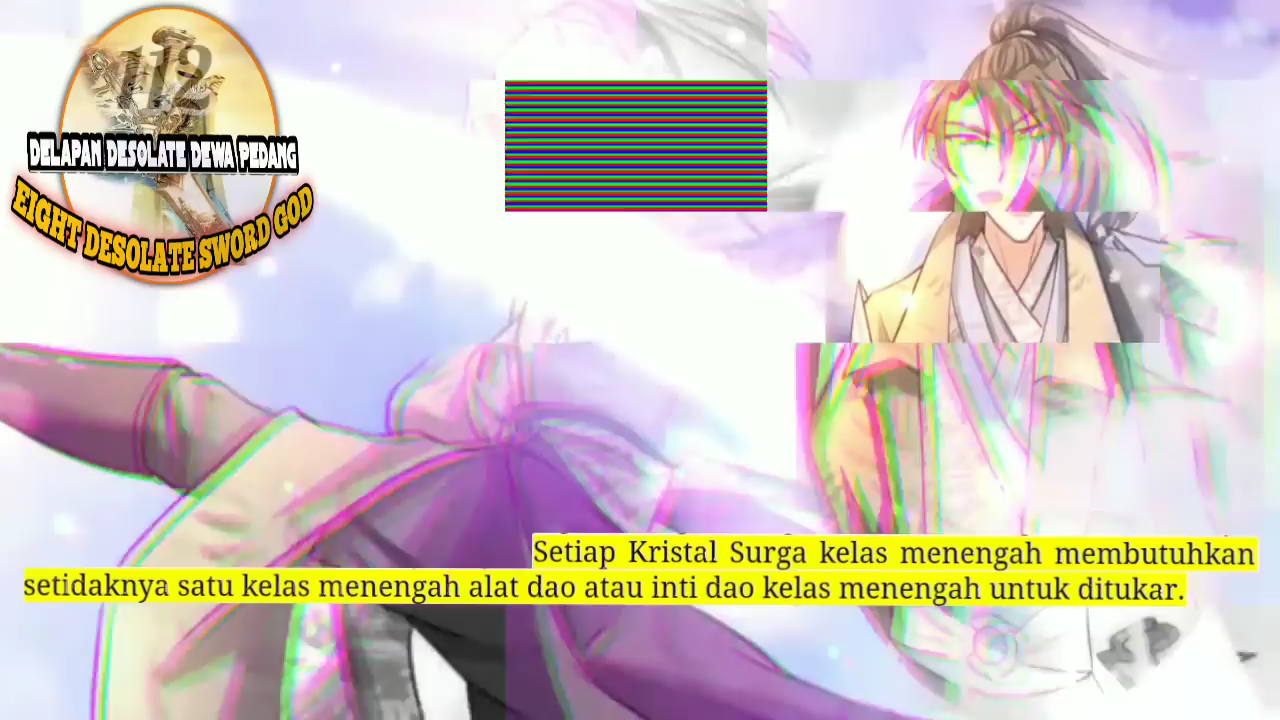 112
DELAPAN DESOLATE DEWA PEDANG
EIGHT DESOLATE SWORD GOD
Setiap Kristal Surga kelas menengah membutuhkan
setidaknya satu kelas menengah alat dao atau inti dao kelas menengah untuk ditukar.